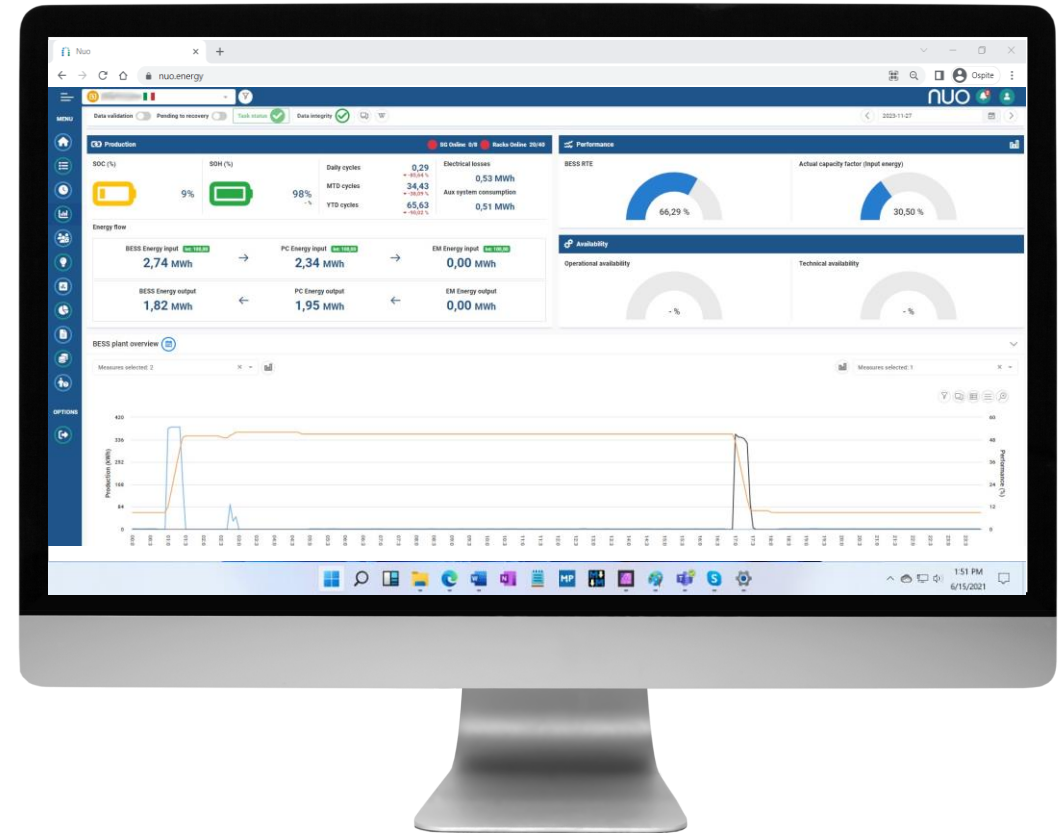 Nuo
nuo.energy
Ospite
NUO
MENU
Data validation
Pending to recovery
Task status
Data integrity
2023-11-27
Production
SG Online 0/8
Racks Online 20/40
Performance
SOC (%)
9%
SOH (%)
98%
- %
Daily cycles
0,29
MTD cycles
34,43
YTD cycles
65,63
Electrical losses
0,53 MWh
Aux system consumption
0,51 MWh
BESS RTE
66,29 %
Actual capacity factor (Input energy)
30,50 %
Energy flow
BESS Energy input
2,74 MWh
PC Energy input
2,34 MWh
EM Energy input
0,00 MWh
BESS Energy output
1,82 MWh
PC Energy output
1,95 MWh
EM Energy output
0,00 MWh
Availability
Operational availability
- %
Technical availability
- %
BESS plant overview
Measures selected: 2
Measures selected: 1
OPTIONS
Production (kWh)
420
336
252
168
84
0
Performance (%)
60
48
36
24
12
0
1:51 PM
6/15/2021